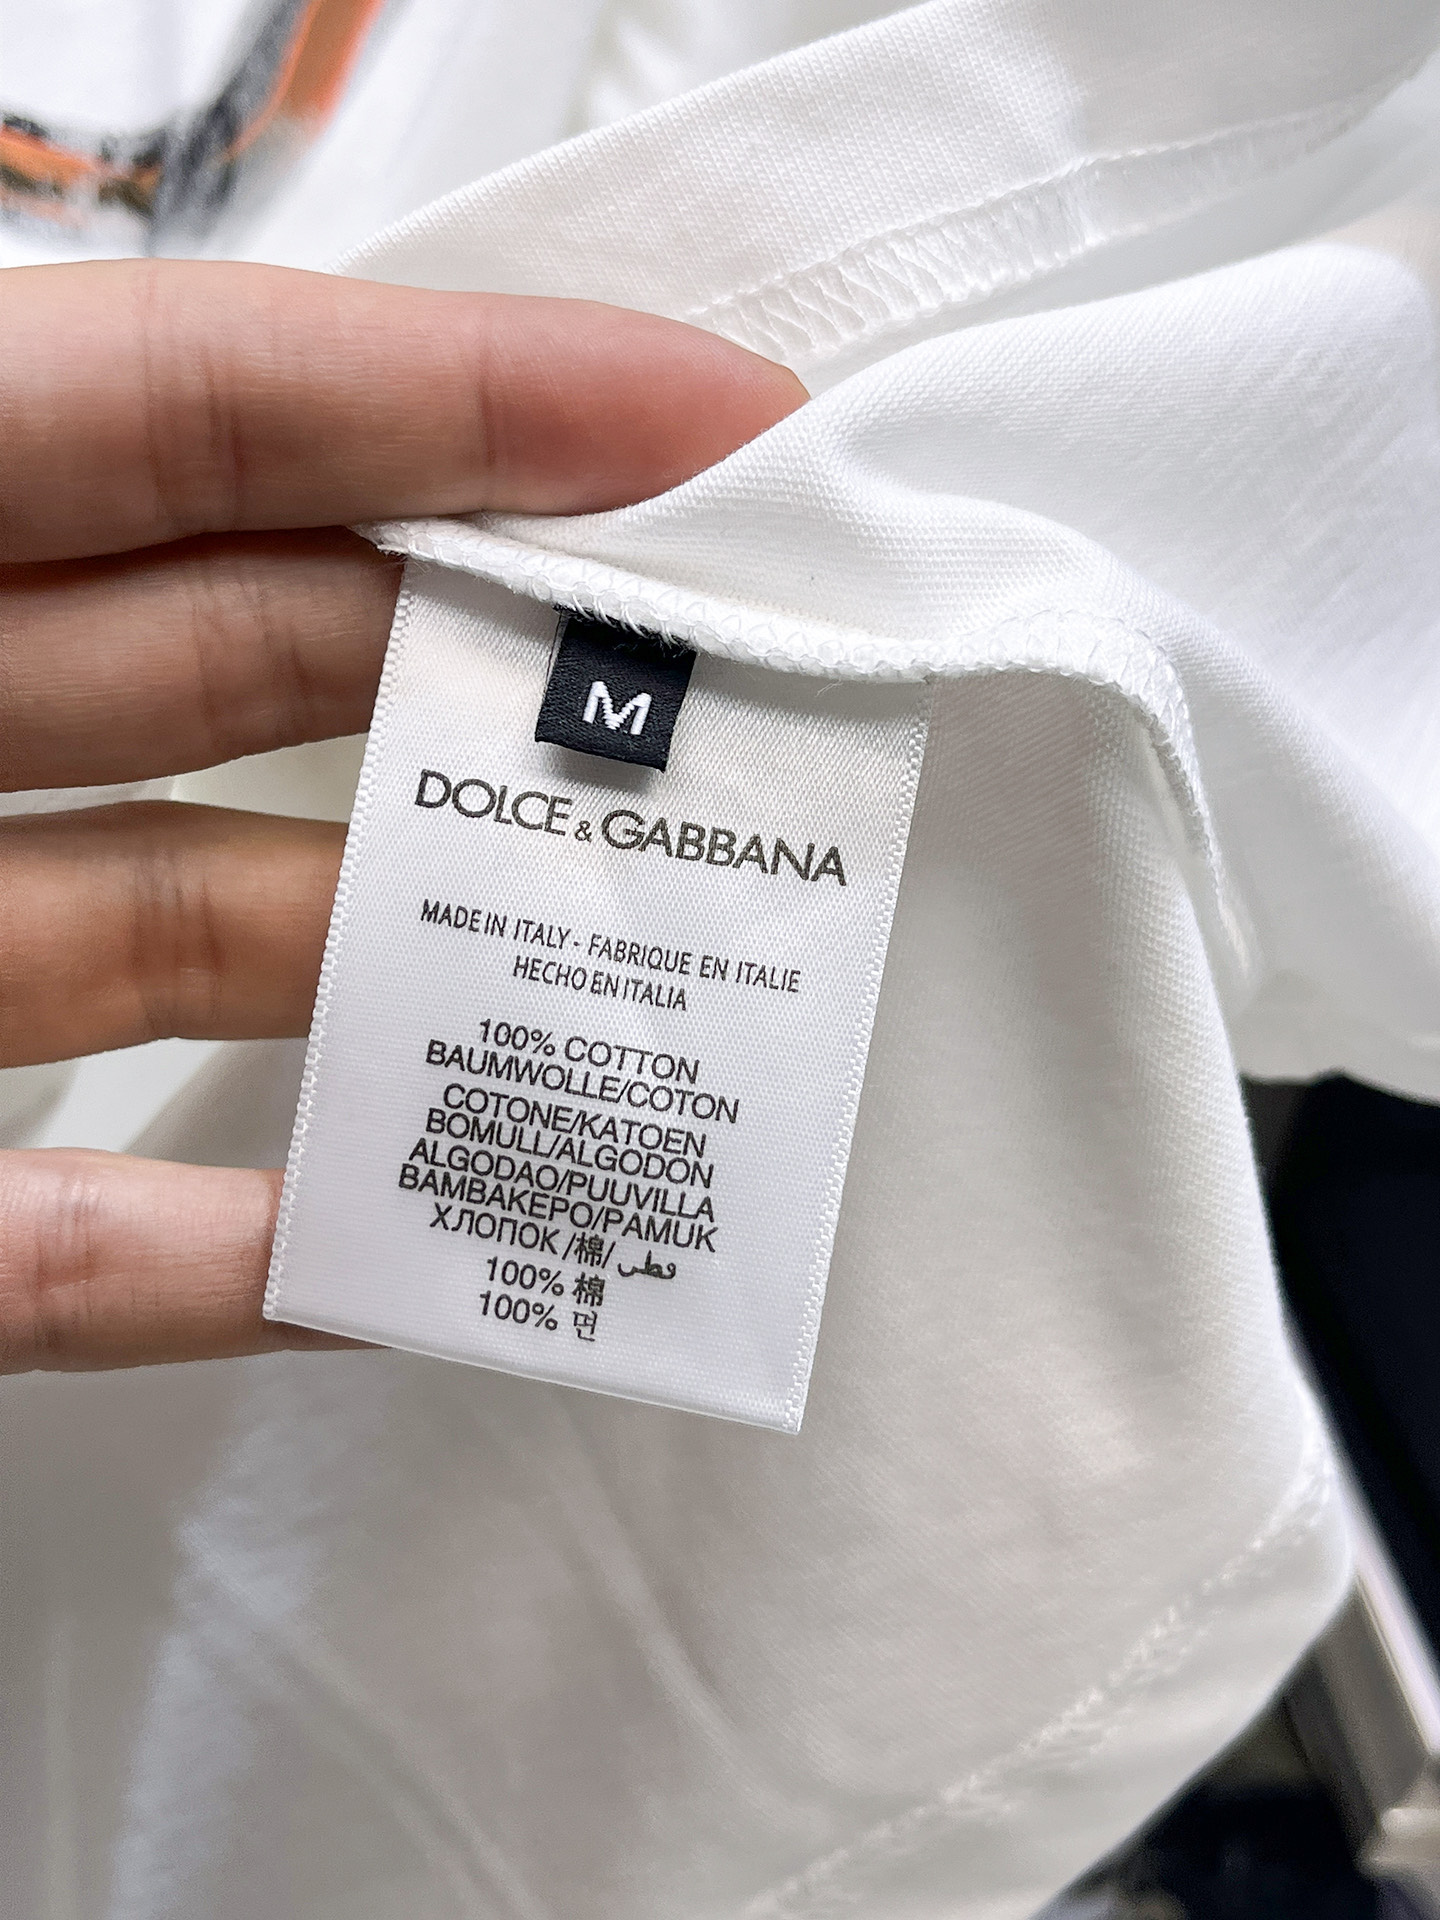 M
DOLCE & GABBANA
MADE IN ITALY - FABRIQUE EN ITALIE
HECHO EN ITALIA
100% COTTON
BAUMWOLLE/COTON
COTONE/KATOEN
BOMULL/ALGODON
ALGODAO/PUUVILLA
ΒΑΜΒΑΚΕΡΟ/PAMUK
ХЛОПОК /棉/ قطن
100% 棉
100% 면